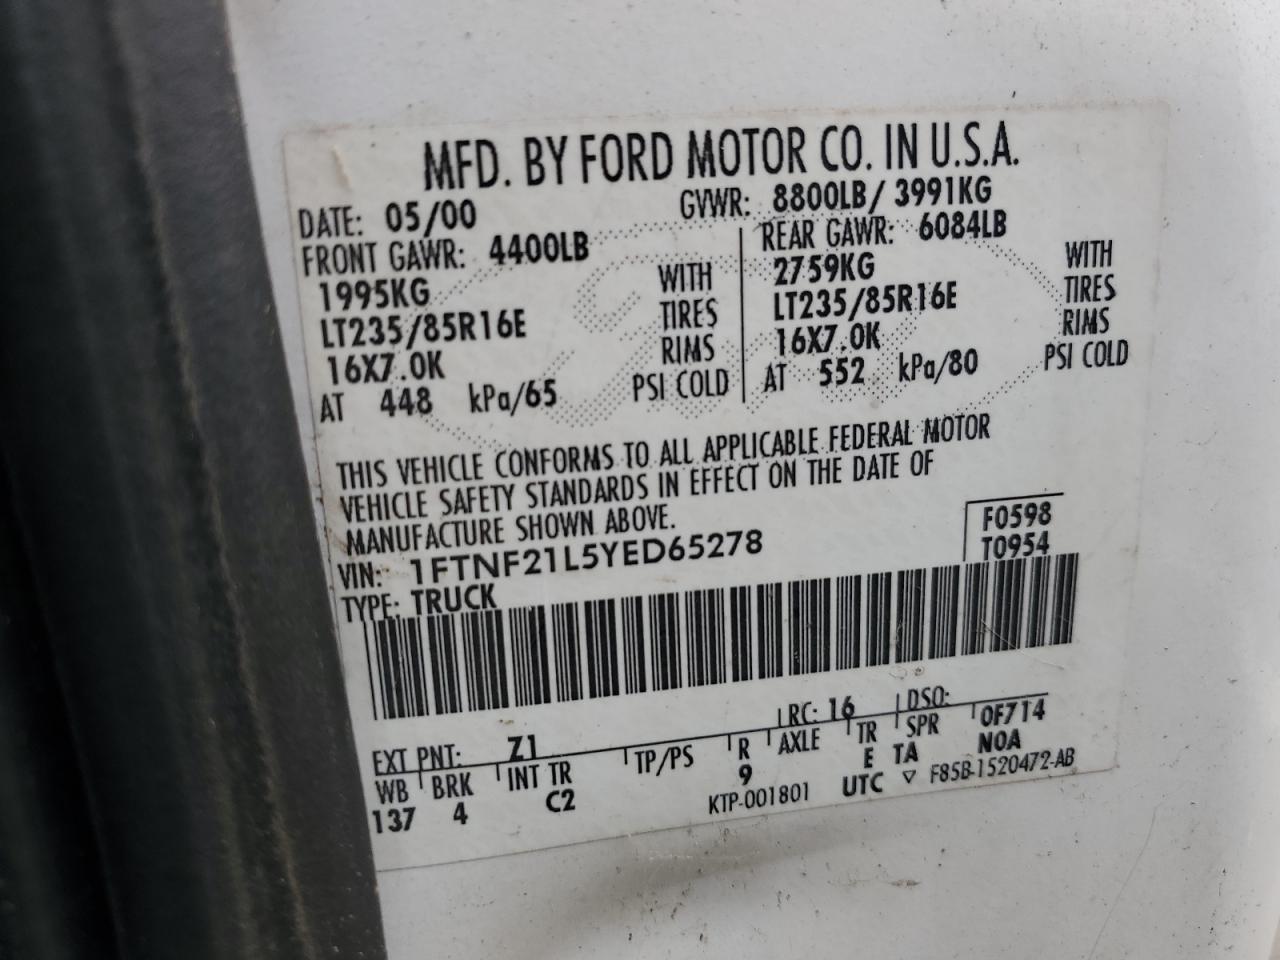 MFD. BY FORD MOTOR CO. IN U.S.A.
DATE: 05/00 GVWR: 8800LB/ 3991KG
FRONT GAWR: 4400LB REAR GAWR: 6084LB
1995KG WITH 2759KG WITH
LT235/85R16E TIRES LT235/85R16E TIRES
16X7.0K RIMS 16X7.0K RIMS
AT 448 kPa/65 PSI COLD AT 552 kPa/80 PSI COLD
THIS VEHICLE CONFORMS TO ALL APPLICABLE FEDERAL MOTOR
VEHICLE SAFETY STANDARDS IN EFFECT ON THE DATE OF
MANUFACTURE SHOWN ABOVE.
VIN: 1FTNF21L5YED65278 F0598
TYPE: TRUCK T0954
EXT PNT: Z1 RC: 16 DSO:
WB BRK INT TR TP/PS R AXLE TR SPR 0F714
137 4 C2 9 E TA N0A
KTP-001801 UTC ▽ F85B-1520472-AB